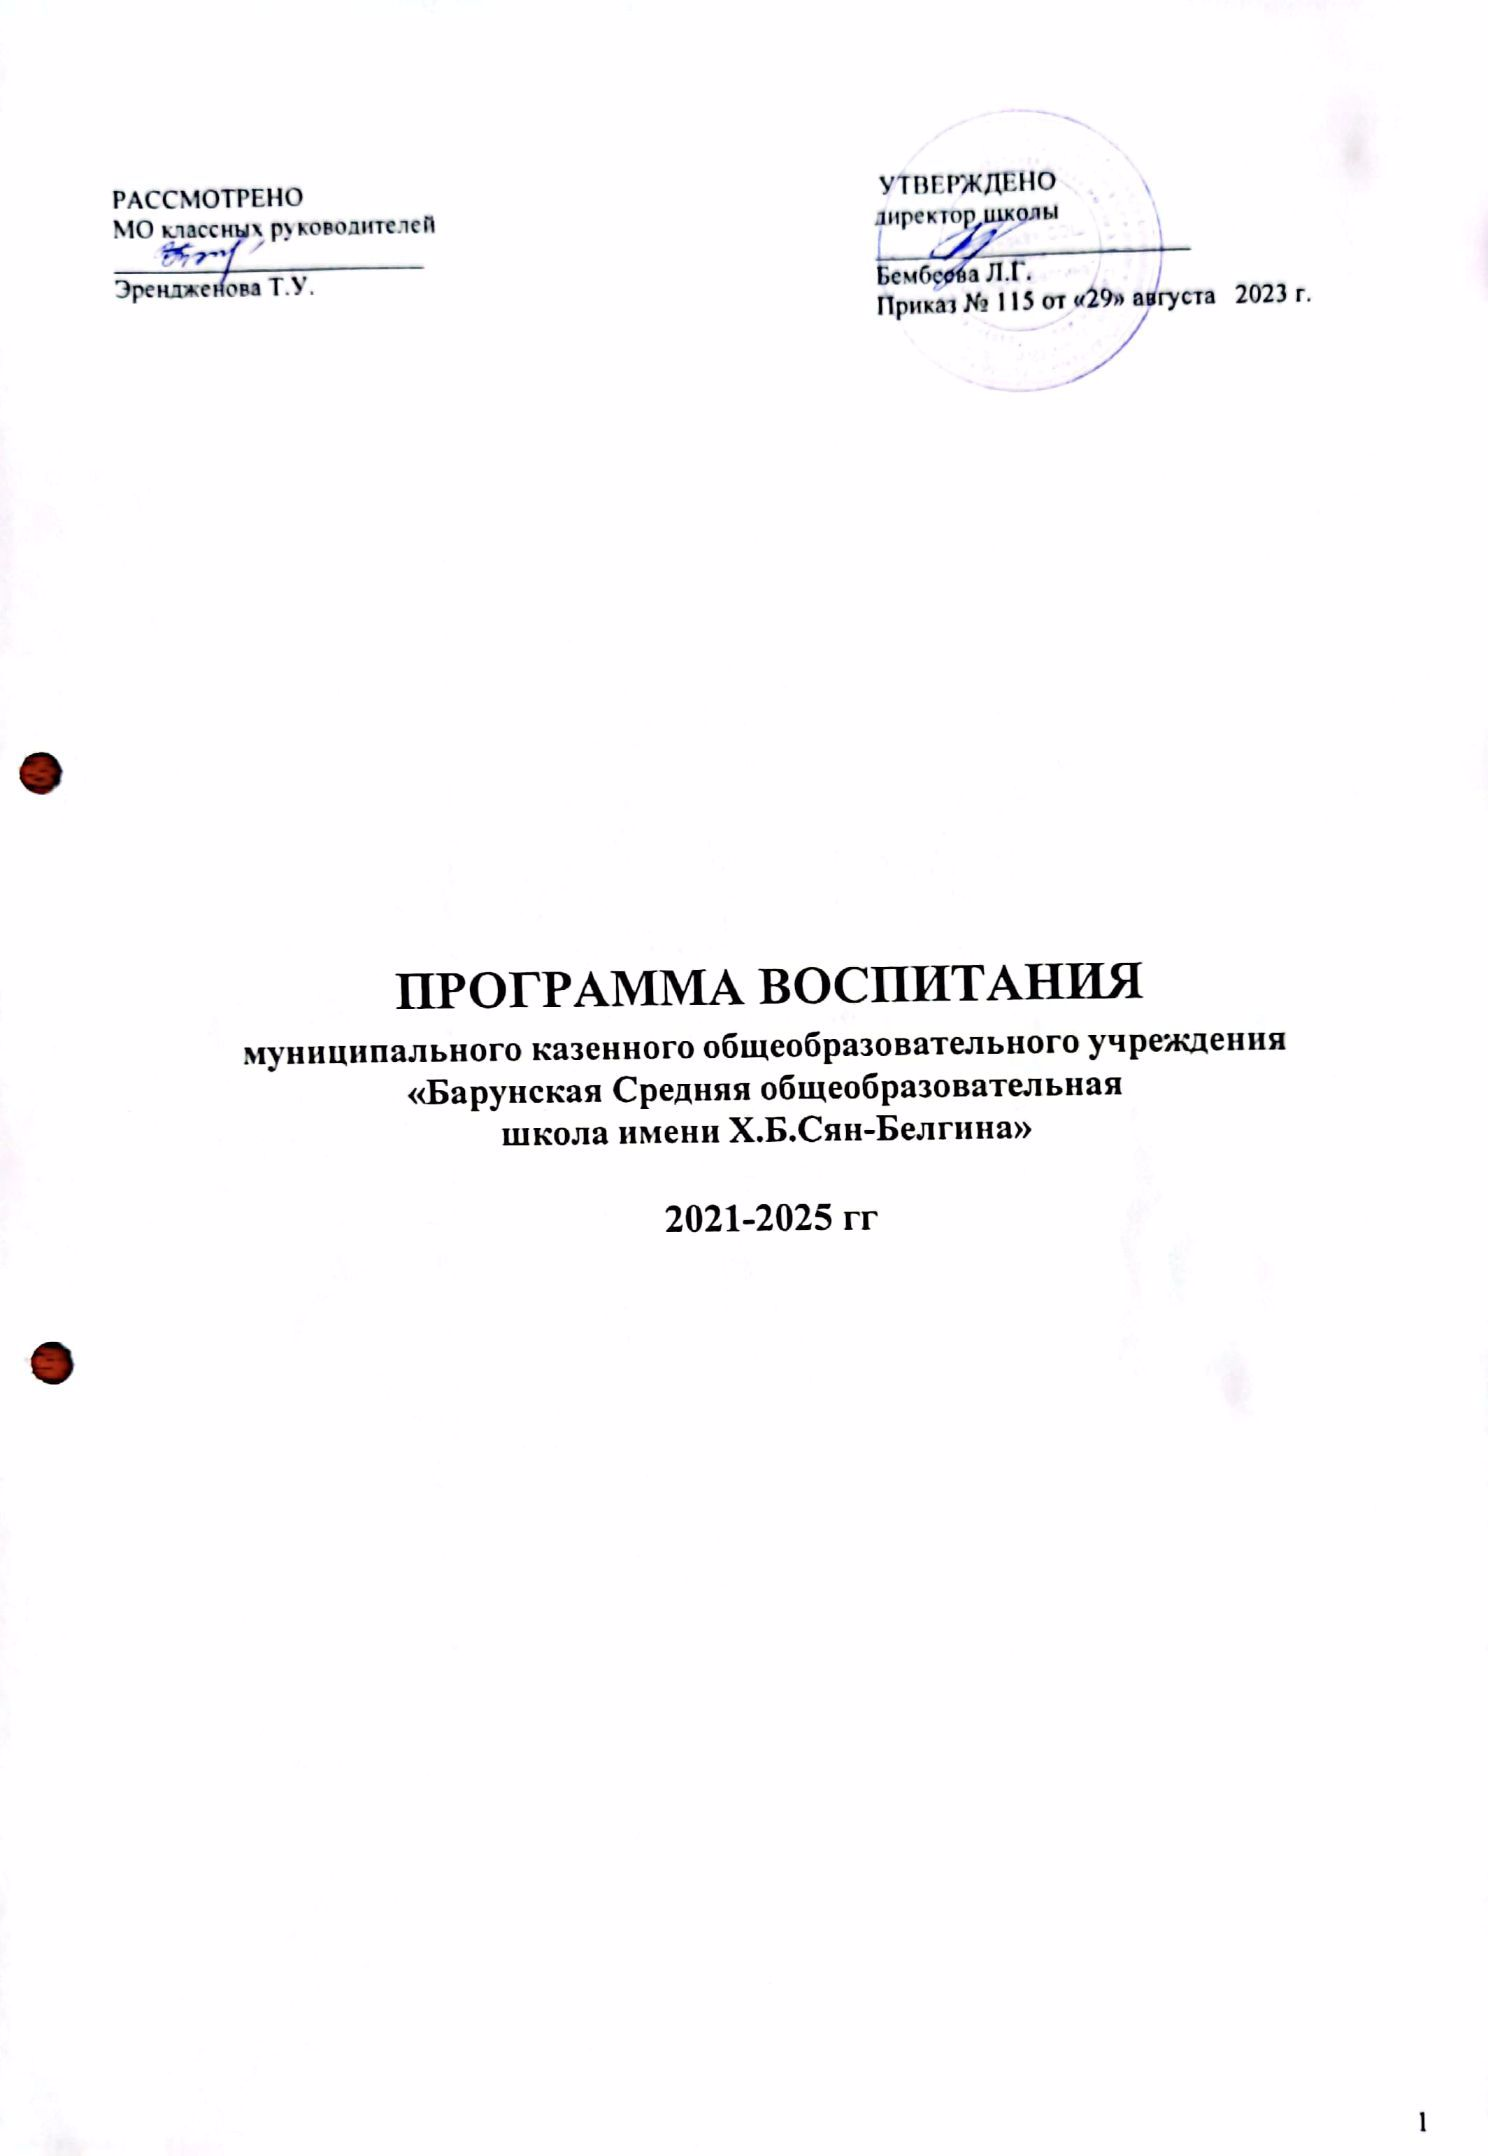 РАССМОТРЕНО
МО классных руководителей
Эрендженова Т.У.
УТВЕРЖДЕНО
директор школы
Бембеова Л.Г.
Приказ № 115 от «29» августа 2023 г.
ПРОГРАММА ВОСПИТАНИЯ
муниципального казенного общеобразовательного учреждения
«Барунская Средняя общеобразовательная
школа имени Х.Б.Сян-Белгина»
2021-2025 гг
1